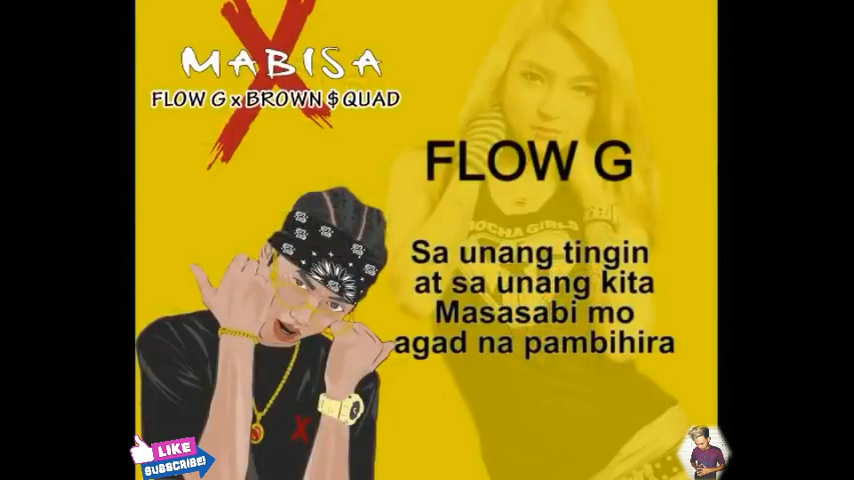 X
MABISA
FLOW G x BROWN $ QUAD
FLOW G
MOCHA GIRLS
Sa unang tingin
at sa unang kita
Masasabi mo
agad na pambihira
X
LIKE
SUBSCRIBE!